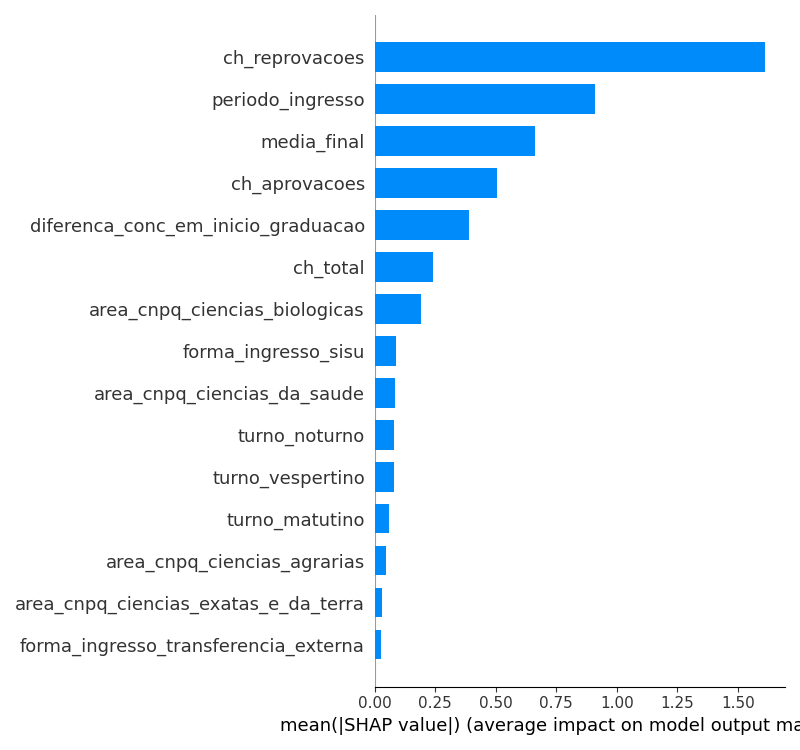 ch_reprovacoes
periodo_ingresso
media_final
ch_aprovacoes
diferenca_conc_em_inicio_graduacao
ch_total
area_cnpq_ciencias_biologicas
forma_ingresso_sisu
area_cnpq_ciencias_da_saude
turno_noturno
turno_vespertino
turno_matutino
area_cnpq_ciencias_agrarias
area_cnpq_ciencias_exatas_e_da_terra
forma_ingresso_transferencia_externa
0.00 0.25 0.50 0.75 1.00 1.25 1.50
mean(|SHAP value|) (average impact on model output ma